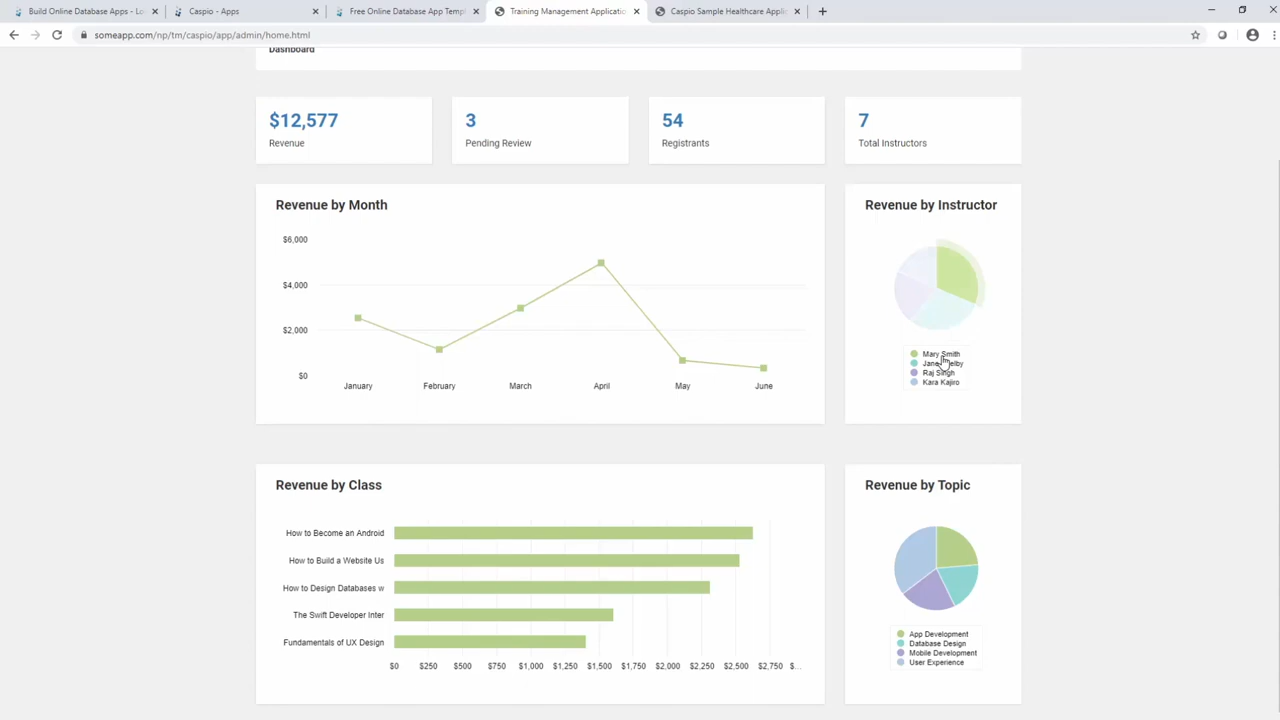 Build Online Database Apps - Lo
Caspio - Apps
Free Online Database App Templ
Training Management Applicatio
Caspio Sample Healthcare Applic
someapp.com/np/tm/caspio/app/admin/home.html
Dashboard
$12,577
Revenue
3
Pending Review
54
Registrants
7
Total Instructors
Revenue by Month
$6,000
$4,000
$2,000
$0
January February March April May June
Revenue by Instructor
Mary Smith
Raj Singh
Kara Kajiro
Revenue by Class
How to Become an Android
How to Build a Website Us
How to Design Databases w
The Swift Developer Inter
Fundamentals of UX Design
$0 $250 $500 $750 $1,000 $1,250 $1,500 $1,750 $2,000 $2,250 $2,500 $2,750 $...
Revenue by Topic
App Development
Database Design
Mobile Development
User Experience